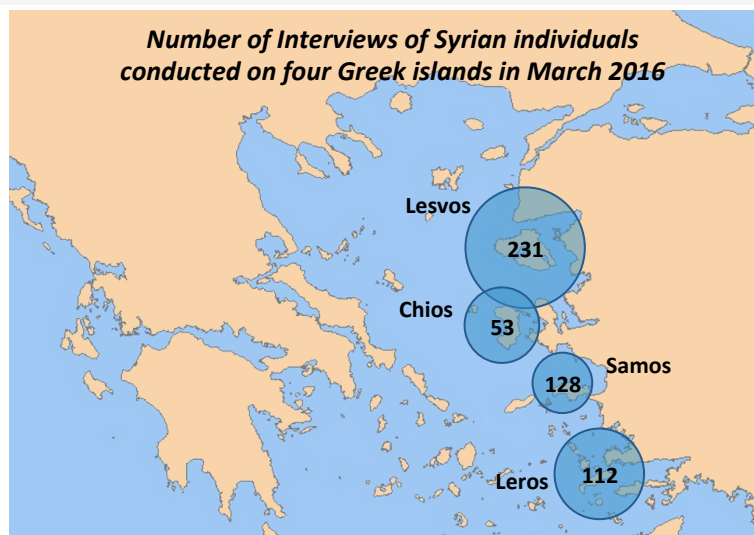 Number of Interviews of Syrian individuals
conducted on four Greek islands in March 2016
Lesvos
231
Chios
53
Samos
128
Leros
112